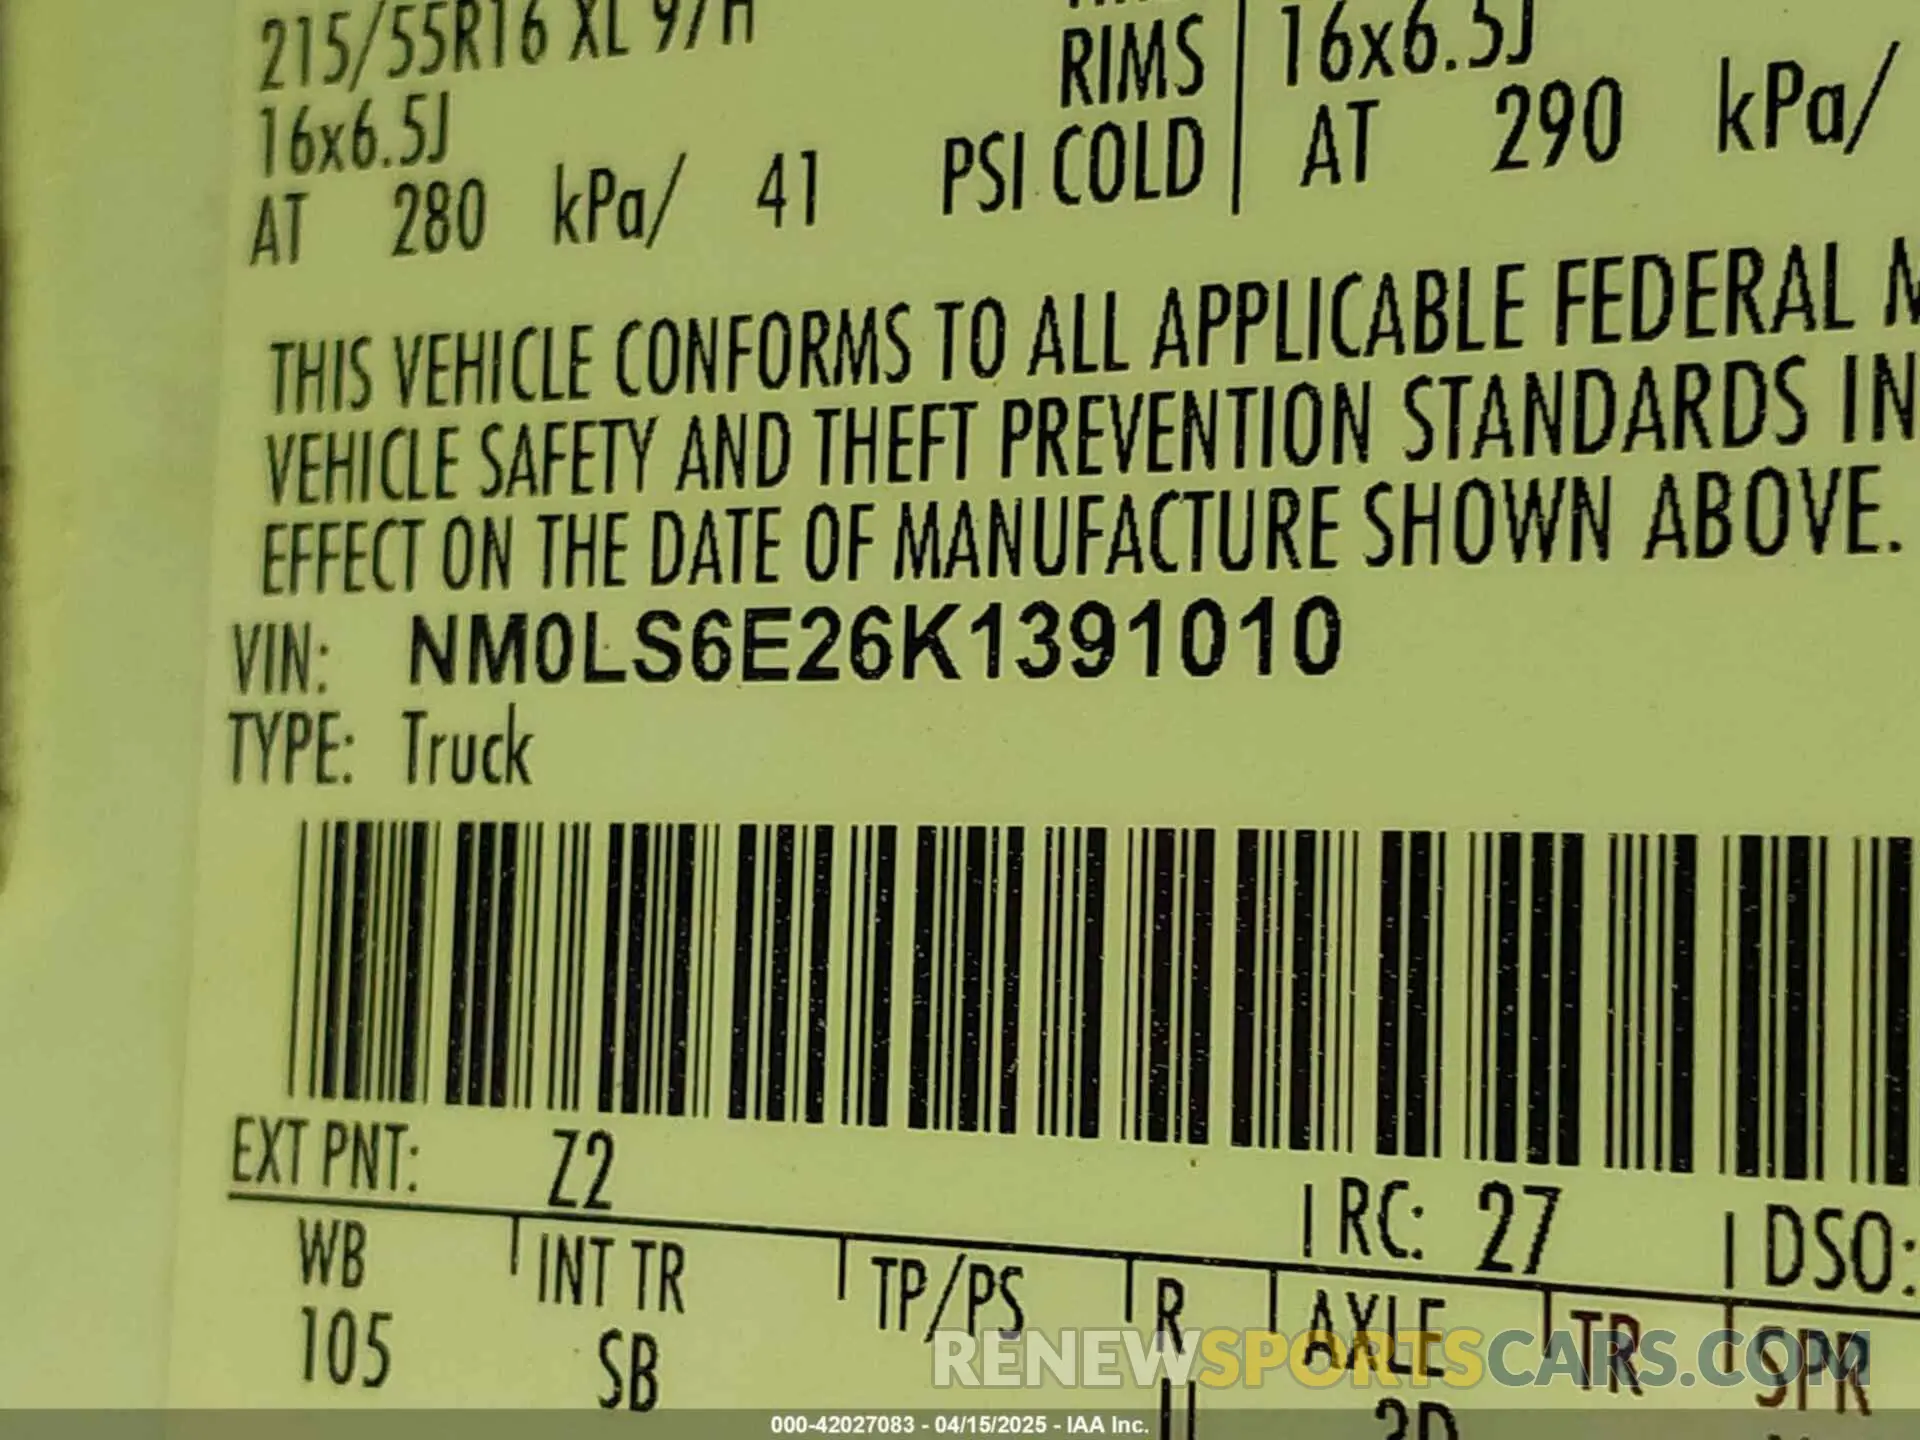 215/55R16 XL 97H
16x6.5J
AT 280 kPa/ 41 PSI COLD
RIMS 16x6.5J
AT 290 kPa/
THIS VEHICLE CONFORMS TO ALL APPLICABLE FEDERAL M
VEHICLE SAFETY AND THEFT PREVENTION STANDARDS IN
EFFECT ON THE DATE OF MANUFACTURE SHOWN ABOVE.
VIN: NM0LS6E26K1391010
TYPE: Truck
EXT PNT: Z2 RC: 27 DSO:
WB INT TR TP/PS R AXLE TR SPR
105 SB
RENEWSPORTSCARS.COM
000-42027083 - 04/15/2025 - IAA Inc.